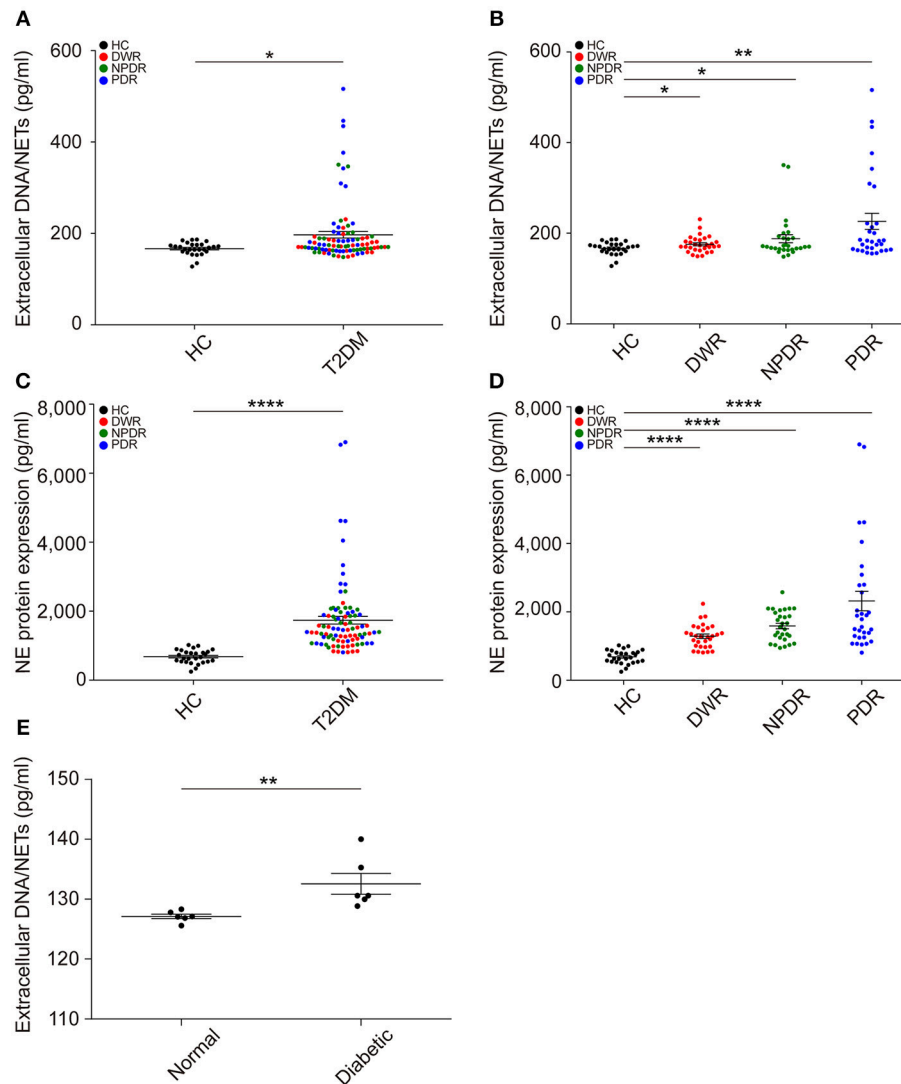 A
Extracellular DNA/NETs (pg/ml)
600
400
200
0
HC
DWR
NPDR
PDR
*
HC
T2DM
B
Extracellular DNA/NETs (pg/ml)
600
400
200
0
HC
DWR
NPDR
PDR
**
*
*
HC
DWR
NPDR
PDR
C
NE protein expression (pg/ml)
8,000
6,000
4,000
2,000
0
HC
DWR
NPDR
PDR
****
HC
T2DM
D
NE protein expression (pg/ml)
8,000
6,000
4,000
2,000
0
HC
DWR
NPDR
PDR
****
****
****
HC
DWR
NPDR
PDR
E
Extracellular DNA/NETs (pg/ml)
150
140
130
120
110
**
Normal
Diabetic